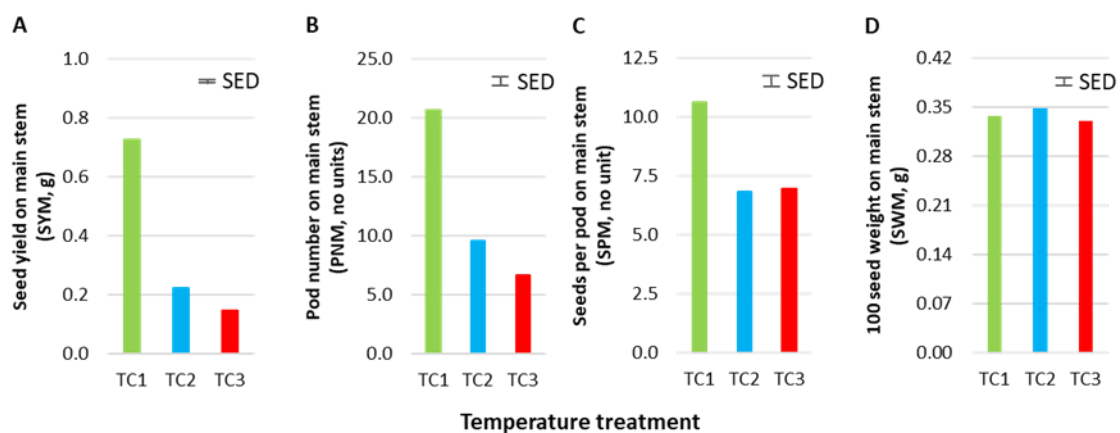 A
Seed yield on main stem
(SYM, g)
1.0
0.8
0.6
0.4
0.2
0.0
SED
TC1 TC2 TC3
B
Pod number on main stem
(PNM, no units)
25.0
20.0
15.0
10.0
5.0
0.0
SED
TC1 TC2 TC3
C
Seeds per pod on main stem
(SPM, no unit)
12.5
10.0
7.5
5.0
2.5
0.0
SED
TC1 TC2 TC3
D
100 seed weight on main stem
(SWM, g)
0.42
0.35
0.28
0.21
0.14
0.07
0.00
SED
TC1 TC2 TC3
Temperature treatment